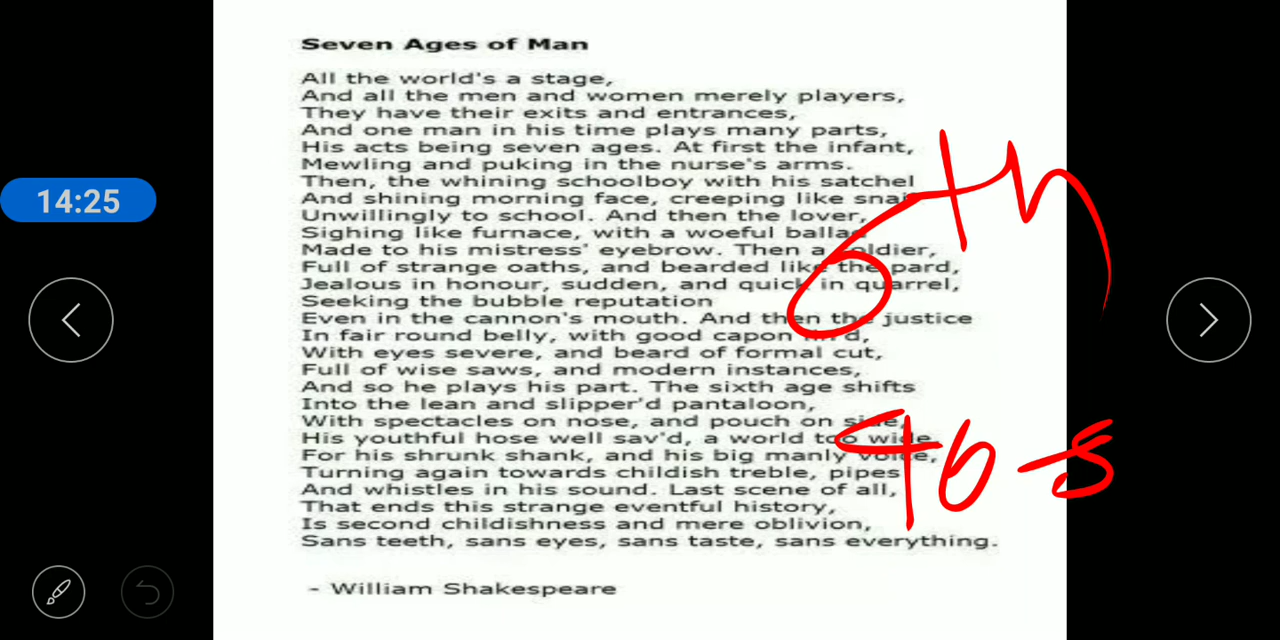 14:25
Seven Ages of Man
All the world's a stage,
And all the men and women merely players,
They have their exits and entrances,
And one man in his time plays many parts,
His acts being seven ages. At first the infant,
Mewling and puking in the nurse's arms.
Then, the whining schoolboy with his satchel
And shining morning face, creeping like snail
Unwillingly to school. And then the lover,
Sighing like furnace, with a woeful ballad
Made to his mistress' eyebrow. Then a soldier,
Full of strange oaths, and bearded like the pard,
Jealous in honour, sudden, and quick in quarrel,
Seeking the bubble reputation
Even in the cannon's mouth. And then the justice
In fair round belly, with good capon lin'd,
With eyes severe, and beard of formal cut,
Full of wise saws, and modern instances,
And so he plays his part. The sixth age shifts
Into the lean and slipper'd pantaloon,
With spectacles on nose, and pouch on side,
His youthful hose well sav'd, a world too wide
For his shrunk shank, and his big manly voice,
Turning again towards childish treble, pipes
And whistles in his sound. Last scene of all,
That ends this strange eventful history,
Is second childishness and mere oblivion,
Sans teeth, sans eyes, sans taste, sans everything.
- William Shakespeare
6th